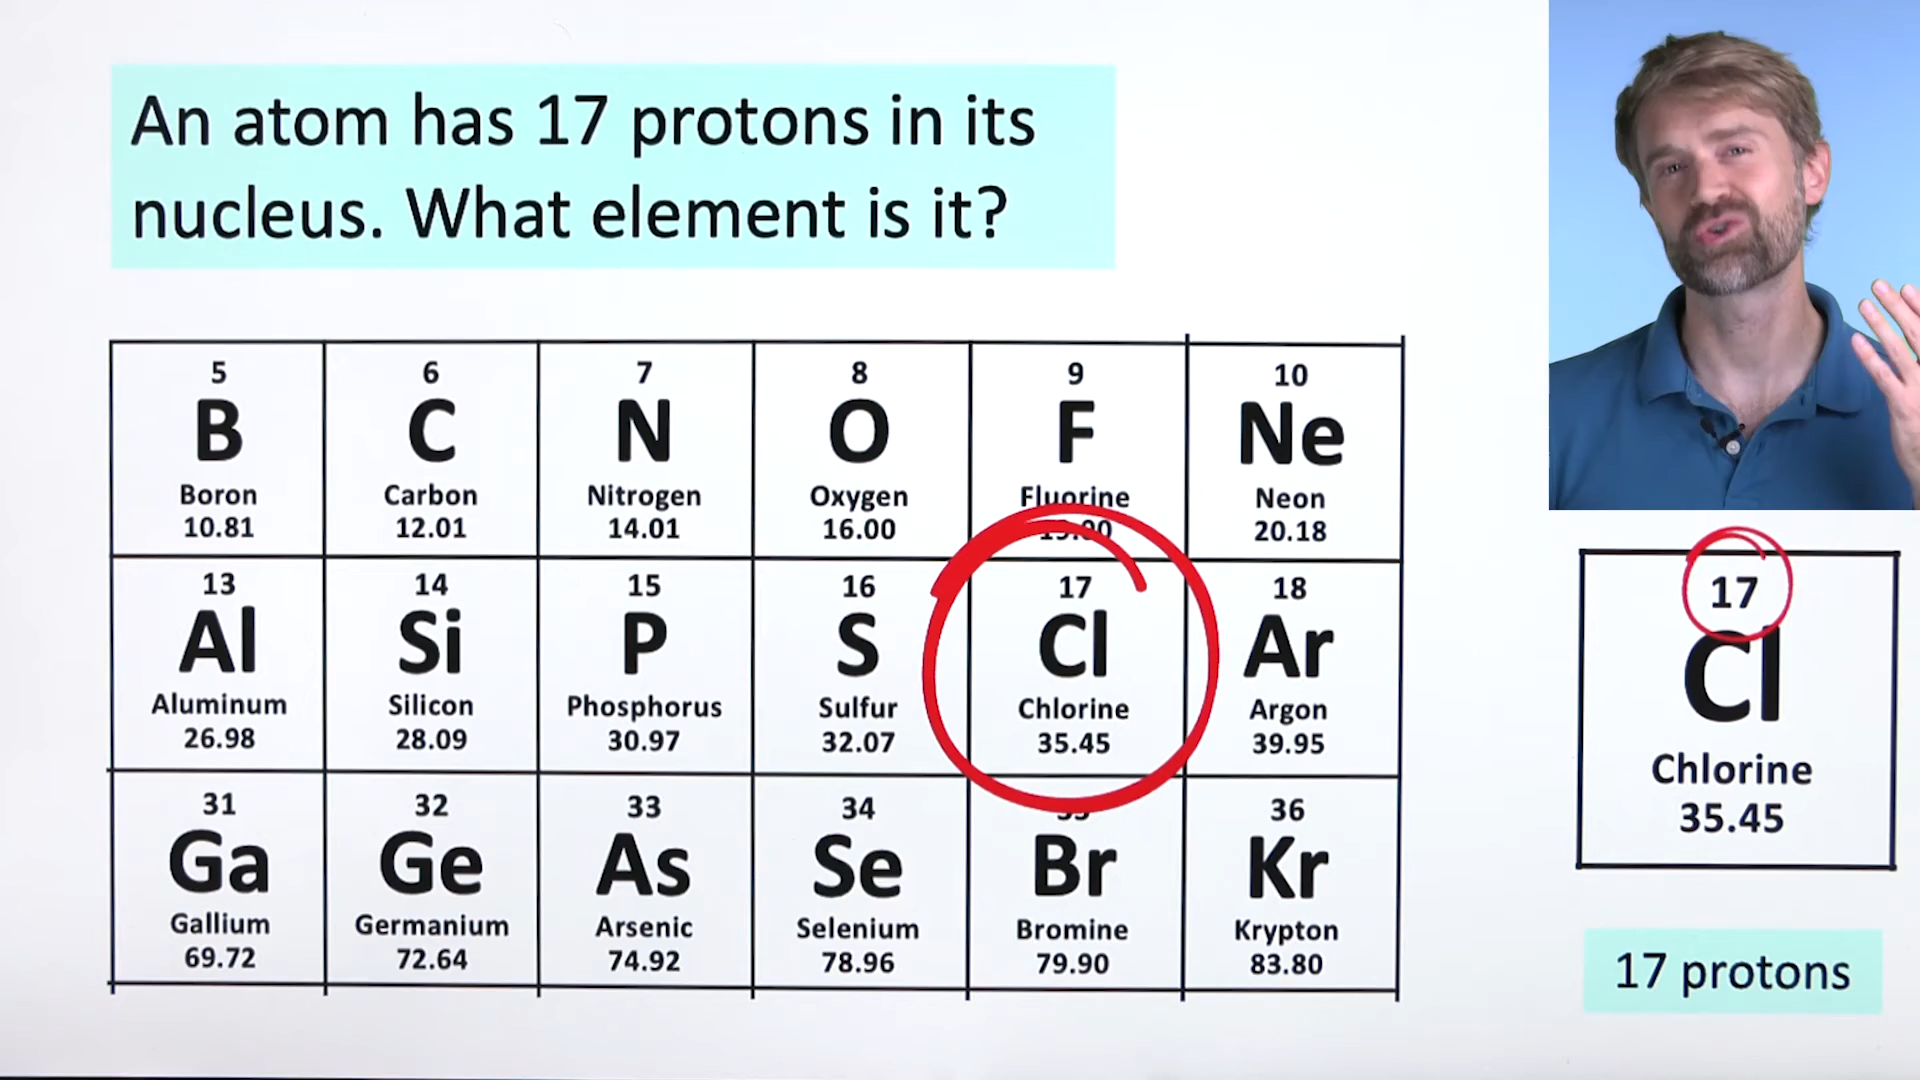 An atom has 17 protons in its
nucleus. What element is it?
5 6 7 8 9 10
B C N O F Ne
Boron Carbon Nitrogen Oxygen Fluorine Neon
10.81 12.01 14.01 16.00 19.00 20.18
13 14 15 16 17 18
Al Si P S Cl Ar
Aluminum Silicon Phosphorus Sulfur Chlorine Argon
26.98 28.09 30.97 32.07 35.45 39.95
31 32 33 34 35 36
Ga Ge As Se Br Kr
Gallium Germanium Arsenic Selenium Bromine Krypton
69.72 72.64 74.92 78.96 79.90 83.80
17
Cl
Chlorine
35.45
17 protons